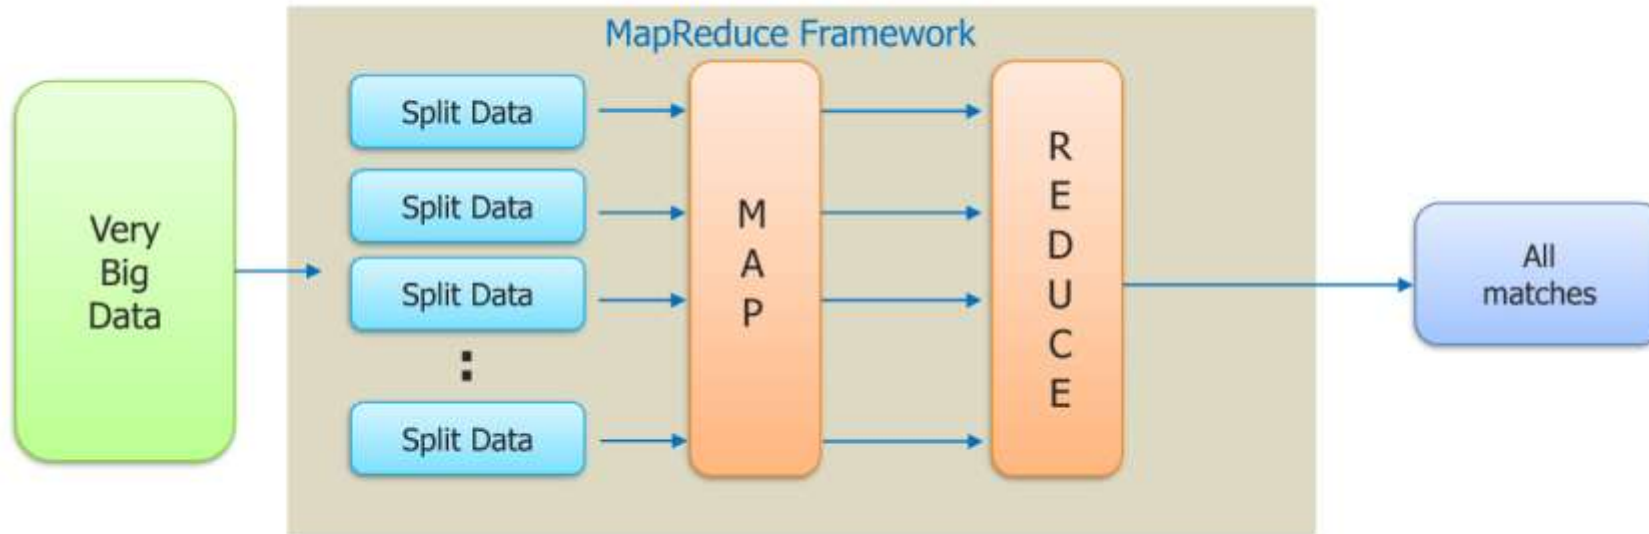 MapReduce Framework
Very
Big
Data
Split Data
Split Data
Split Data
:
Split Data
M
A
P
R
E
D
U
C
E
All
matches